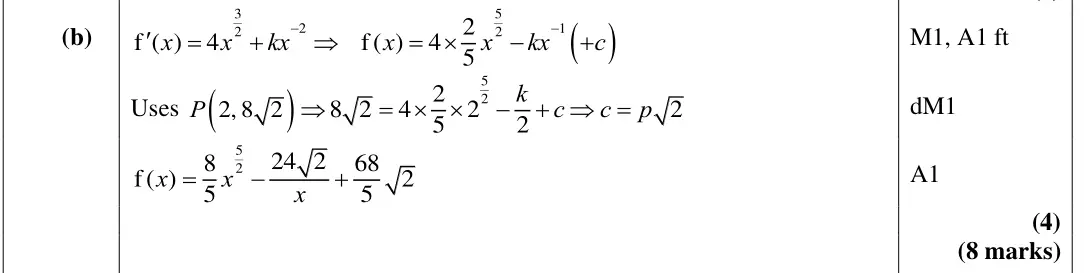 (b) f′(x) = 4x^{3/2} + kx^{−2} ⇒ f(x) = 4 × 2/5 x^{5/2} − kx^{−1} (+c) M1, A1 ft
Uses P(2, 8√2) ⇒ 8√2 = 4 × 2/5 × 2^{5/2} − k/2 + c ⇒ c = p√2 dM1
f(x) = 8/5 x^{5/2} − 24√2/x + 68/5 √2 A1
(4)
(8 marks)